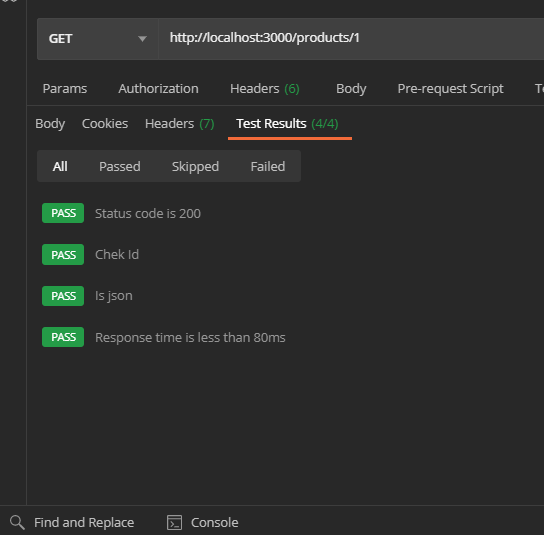 GET http://localhost:3000/products/1
Params Authorization Headers (6) Body Pre-request Script
Body Cookies Headers (7) Test Results (4/4)
All Passed Skipped Failed
PASS Status code is 200
PASS Chek Id
PASS Is json
PASS Response time is less than 80ms
Find and Replace Console